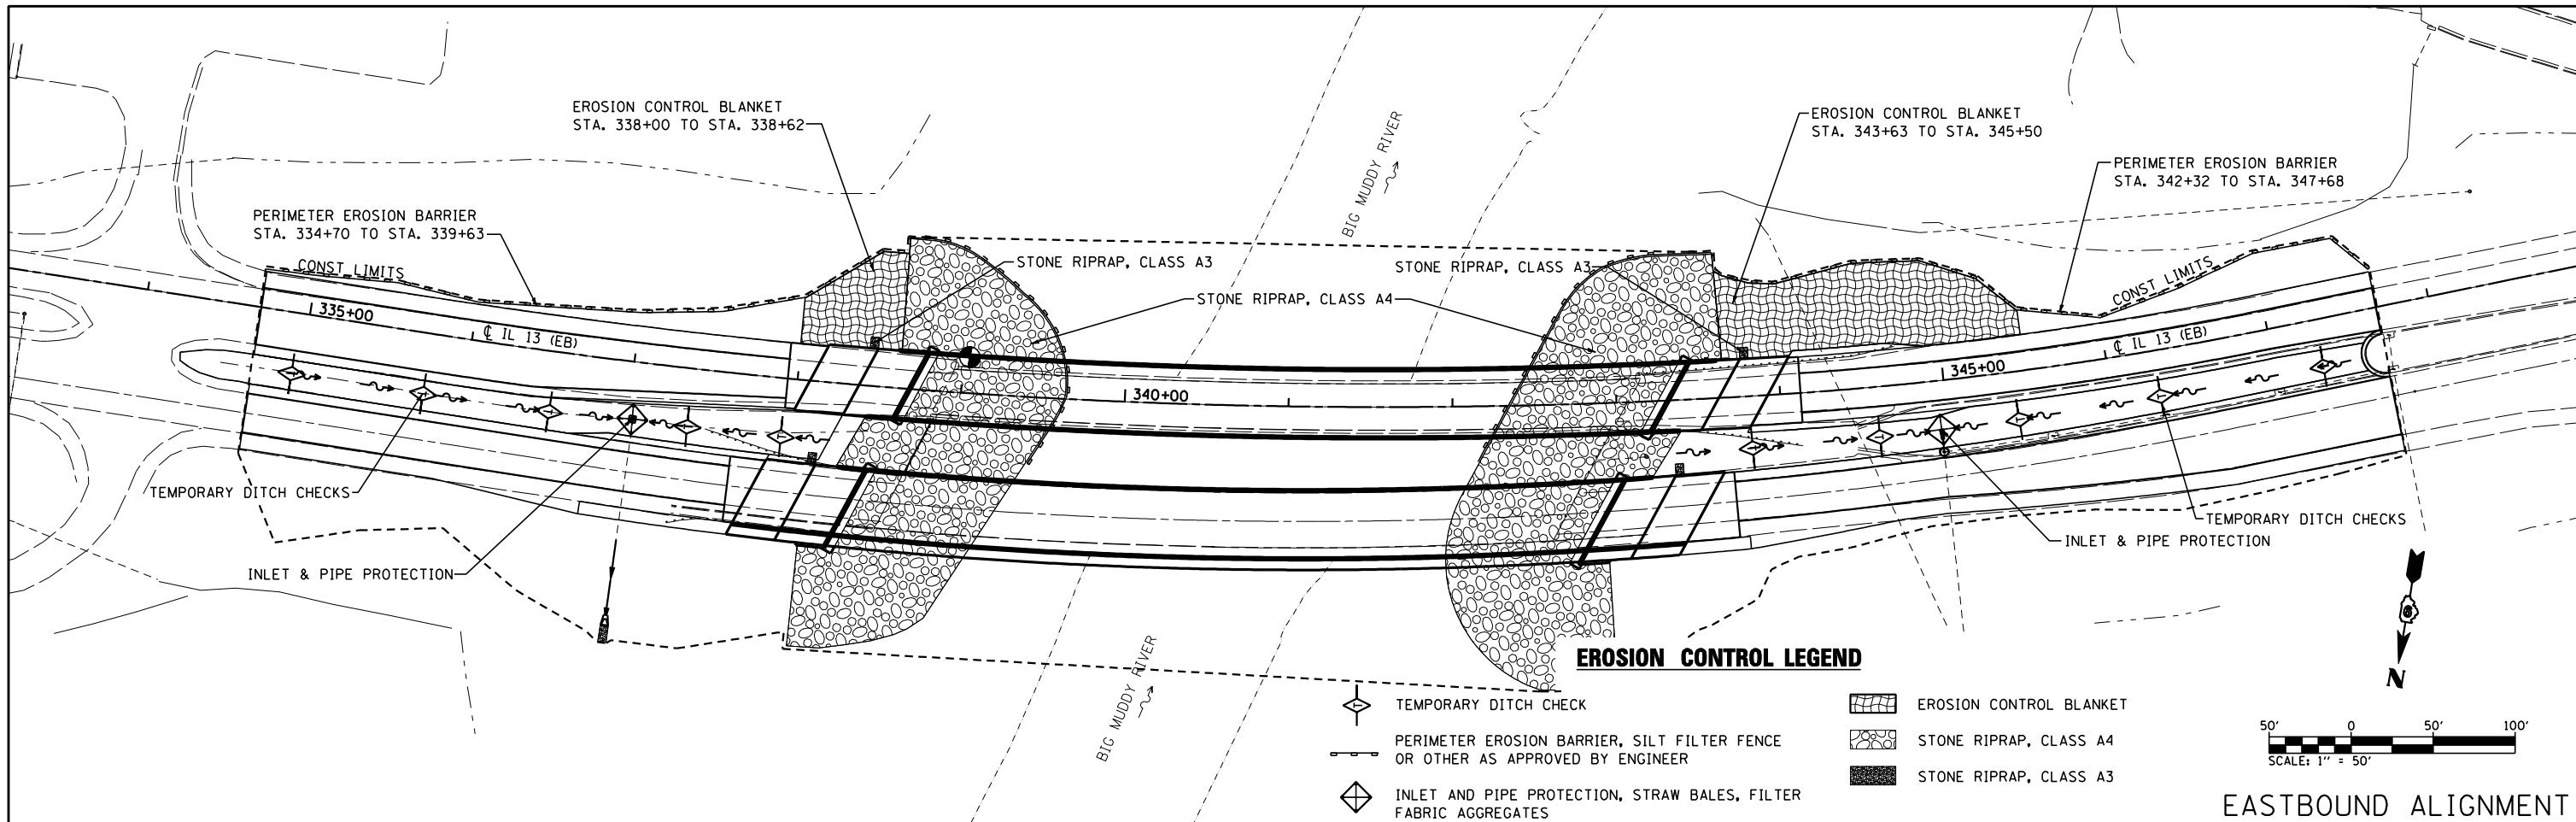 EROSION CONTROL BLANKET
STA. 338+00 TO STA. 338+62
EROSION CONTROL BLANKET
STA. 343+63 TO STA. 345+50
BIG MUDDY RIVER
PERIMETER EROSION BARRIER
STA. 342+32 TO STA. 347+68
PERIMETER EROSION BARRIER
STA. 334+70 TO STA. 339+63
CONST LIMITS
STONE RIPRAP, CLASS A3
STONE RIPRAP, CLASS A3
STONE RIPRAP, CLASS A4
CONST LIMITS
335+00
℄ IL 13 (EB)
340+00
345+00
℄ IL 13 (EB)
TEMPORARY DITCH CHECKS
TEMPORARY DITCH CHECKS
INLET & PIPE PROTECTION
INLET & PIPE PROTECTION
BIG MUDDY RIVER
N
EROSION CONTROL LEGEND
T TEMPORARY DITCH CHECK
PERIMETER EROSION BARRIER, SILT FILTER FENCE
OR OTHER AS APPROVED BY ENGINEER
INLET AND PIPE PROTECTION, STRAW BALES, FILTER
FABRIC AGGREGATES
EROSION CONTROL BLANKET
STONE RIPRAP, CLASS A4
STONE RIPRAP, CLASS A3
50' 0 50' 100'
SCALE: 1" = 50'
EASTBOUND ALIGNMENT